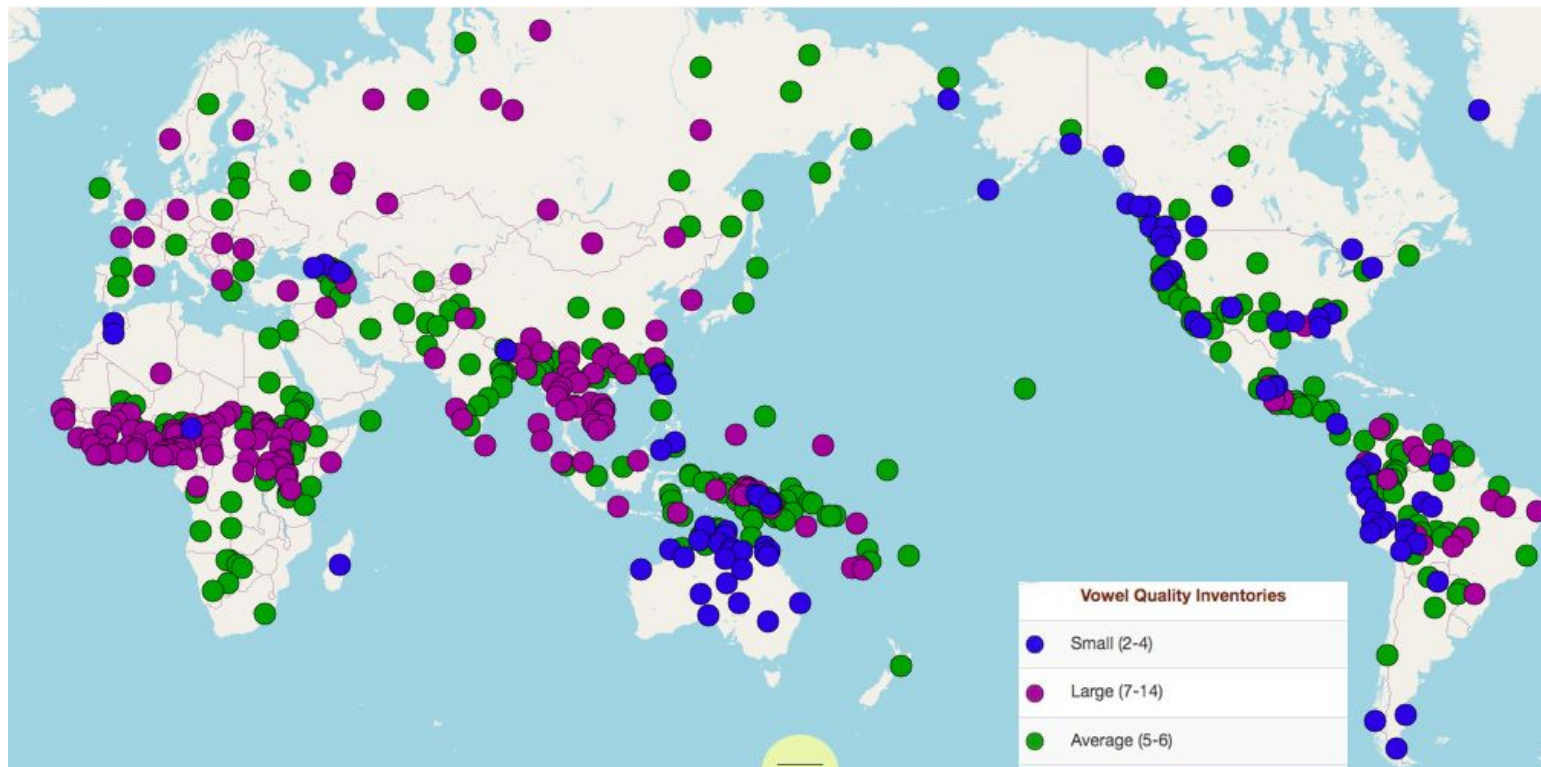 Vowel Quality Inventories
Small (2-4)
Large (7-14)
Average (5-6)